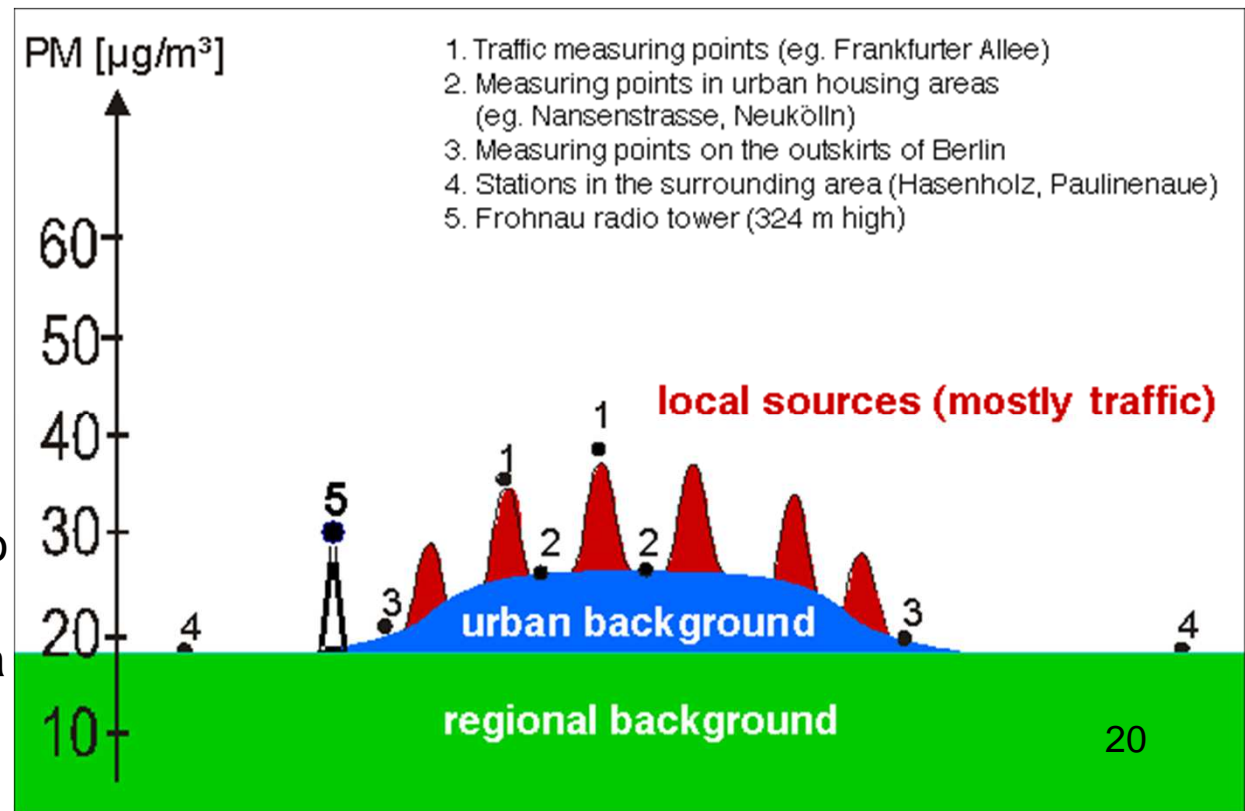 PM [µg/m³]
1. Traffic measuring points (eg. Frankfurter Allee)
2. Measuring points in urban housing areas
(eg. Nansenstrasse, Neukölln)
3. Measuring points on the outskirts of Berlin
4. Stations in the surrounding area (Hasenholz, Paulinenaue)
5. Frohnau radio tower (324 m high)
60
50
40
30
20
10
local sources (mostly traffic)
1
1
5
2
2
3
3
4
4
urban background
regional background
20